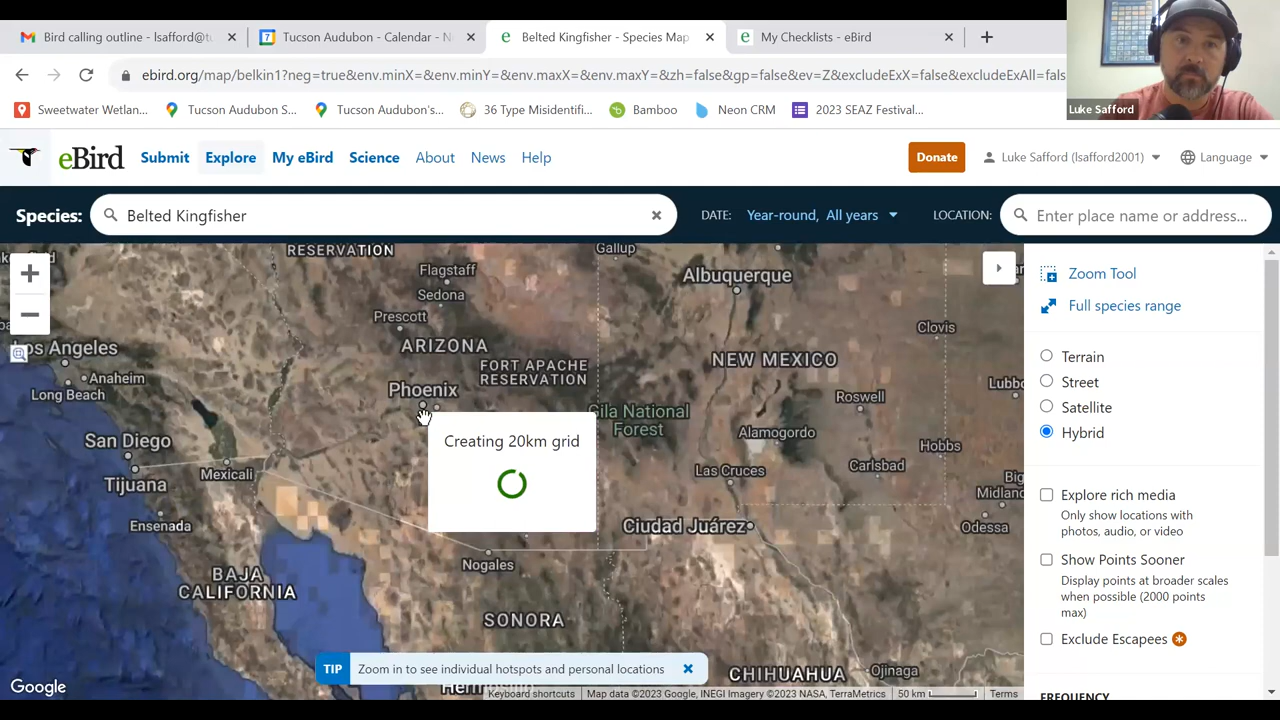 Bird calling outline - lsafford@tu
Tucson Audubon - Calendar - N
Belted Kingfisher - Species Map
My Checklists - eBird
ebird.org/map/belkin1?neg=true&env.minX=&env.minY=&env.maxX=&env.maxY=&zh=false&gp=false&ev=Z&excludeExX=false&excludeExAll=fals
Sweetwater Wetlan...
Tucson Audubon S...
Tucson Audubon's...
36 Type Misidentifi...
Bamboo
Neon CRM
2023 SEAZ Festival...
Luke Safford
eBird
Submit
Explore
My eBird
Science
About
News
Help
Donate
Luke Safford (lsafford2001)
Language
Species:
Belted Kingfisher
DATE:
Year-round, All years
LOCATION:
Enter place name or address...
RESERVATION
Gallup
Flagstaff
Albuquerque
Sedona
Prescott
Clovis
ARIZONA
Los Angeles
FORT APACHE
RESERVATION
NEW MEXICO
Anaheim
Long Beach
Phoenix
Roswell
Lubbo
Gila National
Forest
Alamogordo
San Diego
Hobbs
Mexicali
Carlsbad
Las Cruces
Tijuana
Big
Midland
Ensenada
Ciudad Juárez
Odessa
Nogales
BAJA
CALIFORNIA
SONORA
CHIHUAHUA
Ojinaga
Creating 20km grid
TIP
Zoom in to see individual hotspots and personal locations
Google
Keyboard shortcuts
Map data ©2023 Google, INEGI Imagery ©2023 NASA, TerraMetrics
50 km
Terms
Zoom Tool
Full species range
Terrain
Street
Satellite
Hybrid
Explore rich media
Only show locations with
photos, audio, or video
Show Points Sooner
Display points at broader scales
when possible (2000 points
max)
Exclude Escapees
FREQUENCY